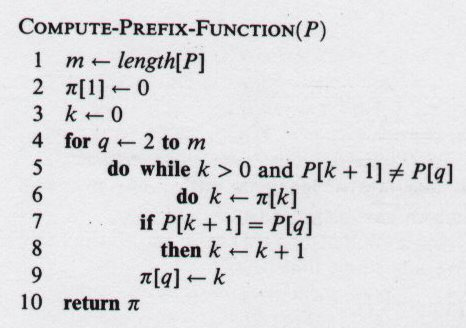 COMPUTE-PREFIX-FUNCTION(P)
1 m ← length[P]
2 π[1] ← 0
3 k ← 0
4 for q ← 2 to m
5 do while k > 0 and P[k + 1] ≠ P[q]
6 do k ← π[k]
7 if P[k + 1] = P[q]
8 then k ← k + 1
9 π[q] ← k
10 return π